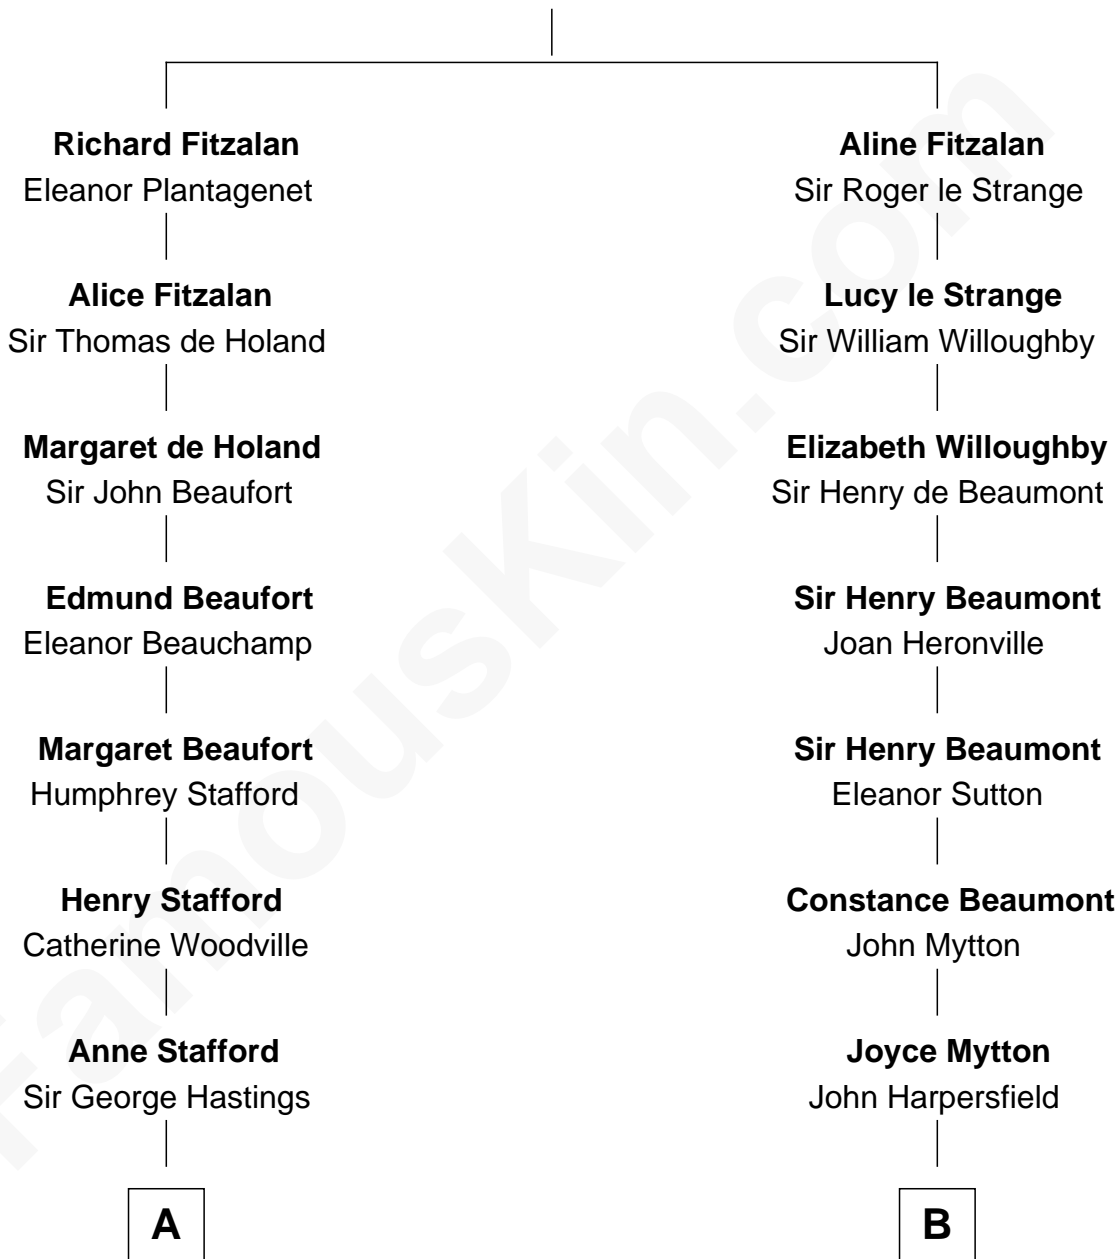 Richard Fitzalan
Eleanor Plantagenet
Alice Fitzalan
Sir Thomas de Holand
Margaret de Holand
Sir John Beaufort
Edmund Beaufort
Eleanor Beauchamp
Margaret Beaufort
Humphrey Stafford
Henry Stafford
Catherine Woodville
Anne Stafford
Sir George Hastings
A
Aline Fitzalan
Sir Roger le Strange
Lucy le Strange
Sir William Willoughby
Elizabeth Willoughby
Sir Henry de Beaumont
Sir Henry Beaumont
Joan Heronville
Sir Henry Beaumont
Eleanor Sutton
Constance Beaumont
John Mytton
Joyce Mytton
John Harpersfield
B
FamousKin.com